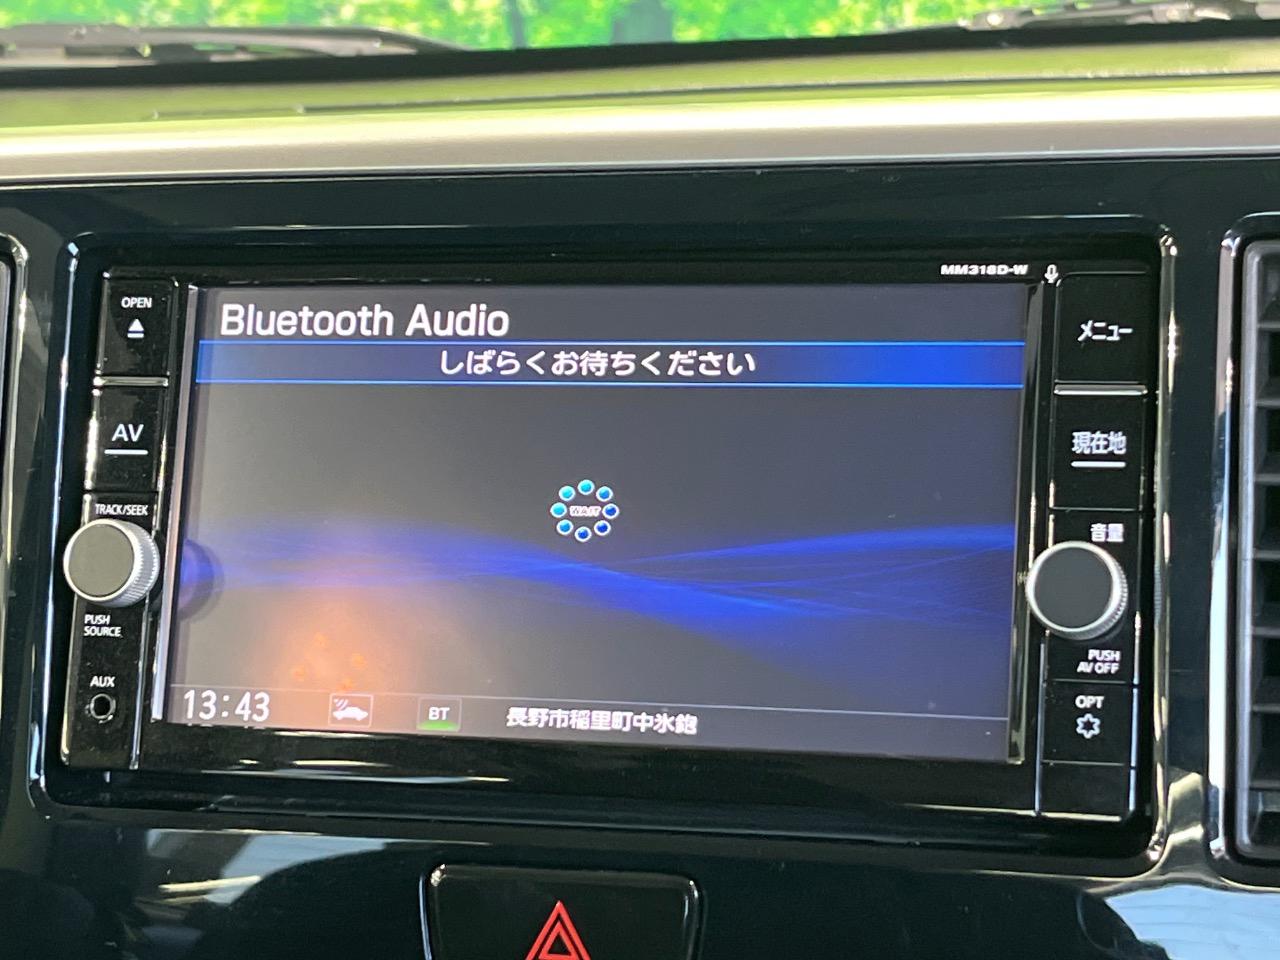 MM318D-W
OPEN
Bluetooth Audio
メニュー
しばらくお待ちください
AV
現在地
TRACK/SEEK
WAIT
音量
PUSH
SOURCE
PUSH
AV OFF
AUX
OPT
13:43
BT
長野市稲里町中氷鉋